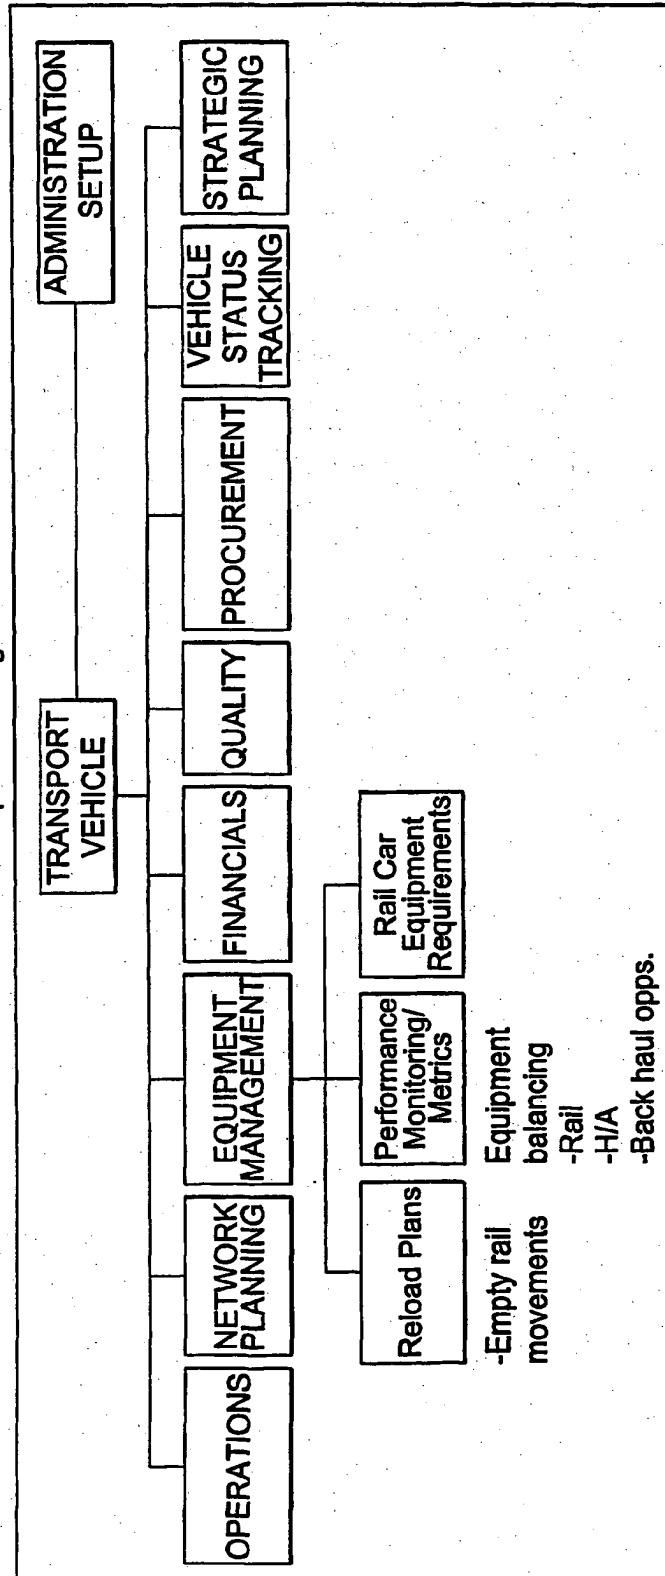 TRANSPORT
VEHICLE
ADMINISTRATION
SETUP
OPERATIONS
NETWORK
PLANNING
EQUIPMENT
MANAGEMENT
FINANCIALS
QUALITY
PROCUREMENT
VEHICLE
STATUS
TRACKING
STRATEGIC
PLANNING
Reload Plans
-Empty rail
movements
Performance
Monitoring/
Metrics
Equipment
balancing
-Rail
-H/A
-Back haul opps.
Rail Car
Equipment
Requirements